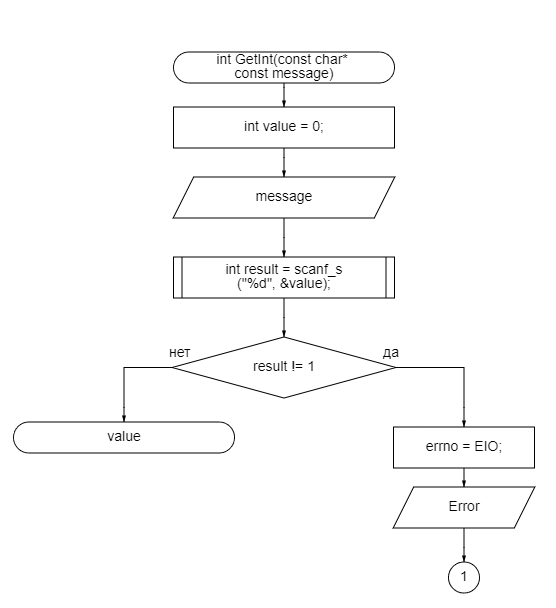 int GetInt(const char*
const message)
int value = 0;
message
int result = scanf_s
("%d", &value);
нет
да
result != 1
value
errno = EIO;
Error
1